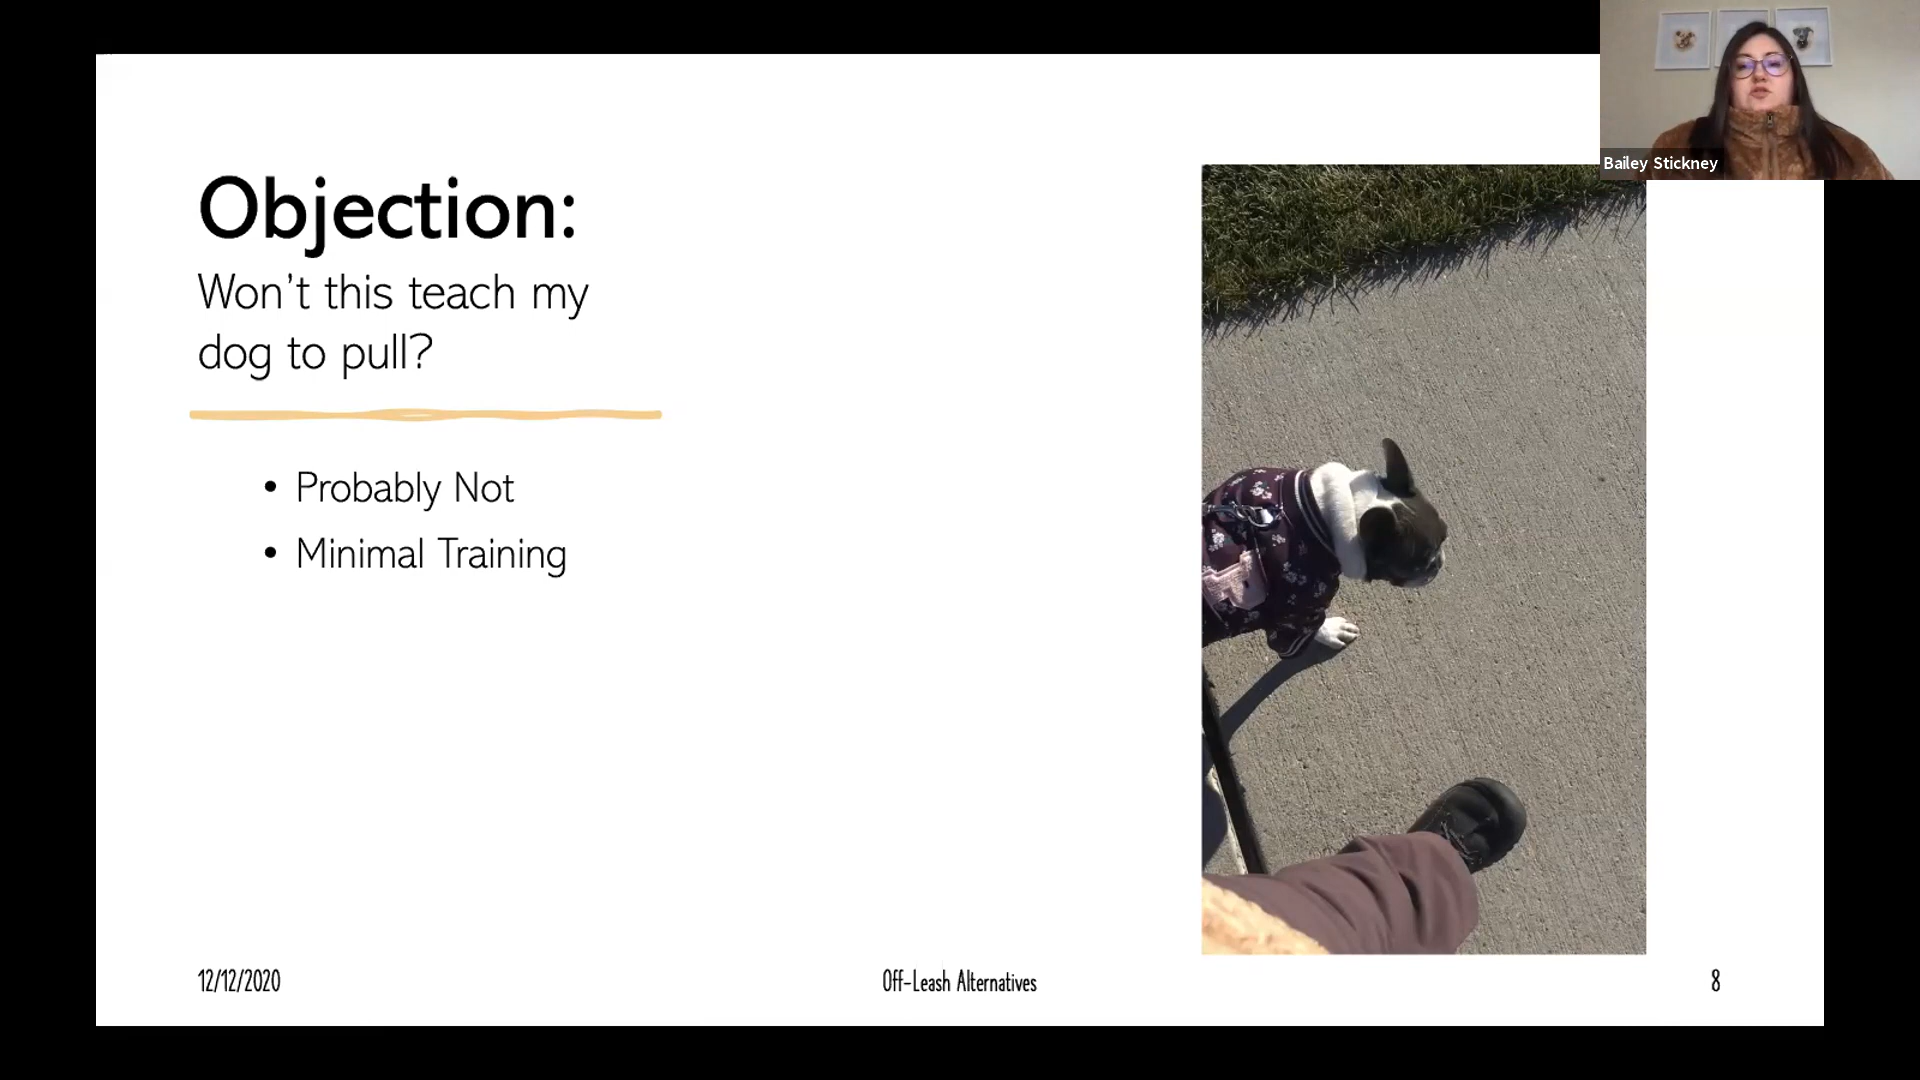 Bailey Stickney
Objection:
Won't this teach my
dog to pull?
• Probably Not
• Minimal Training
12/12/2020
Off-Leash Alternatives
8